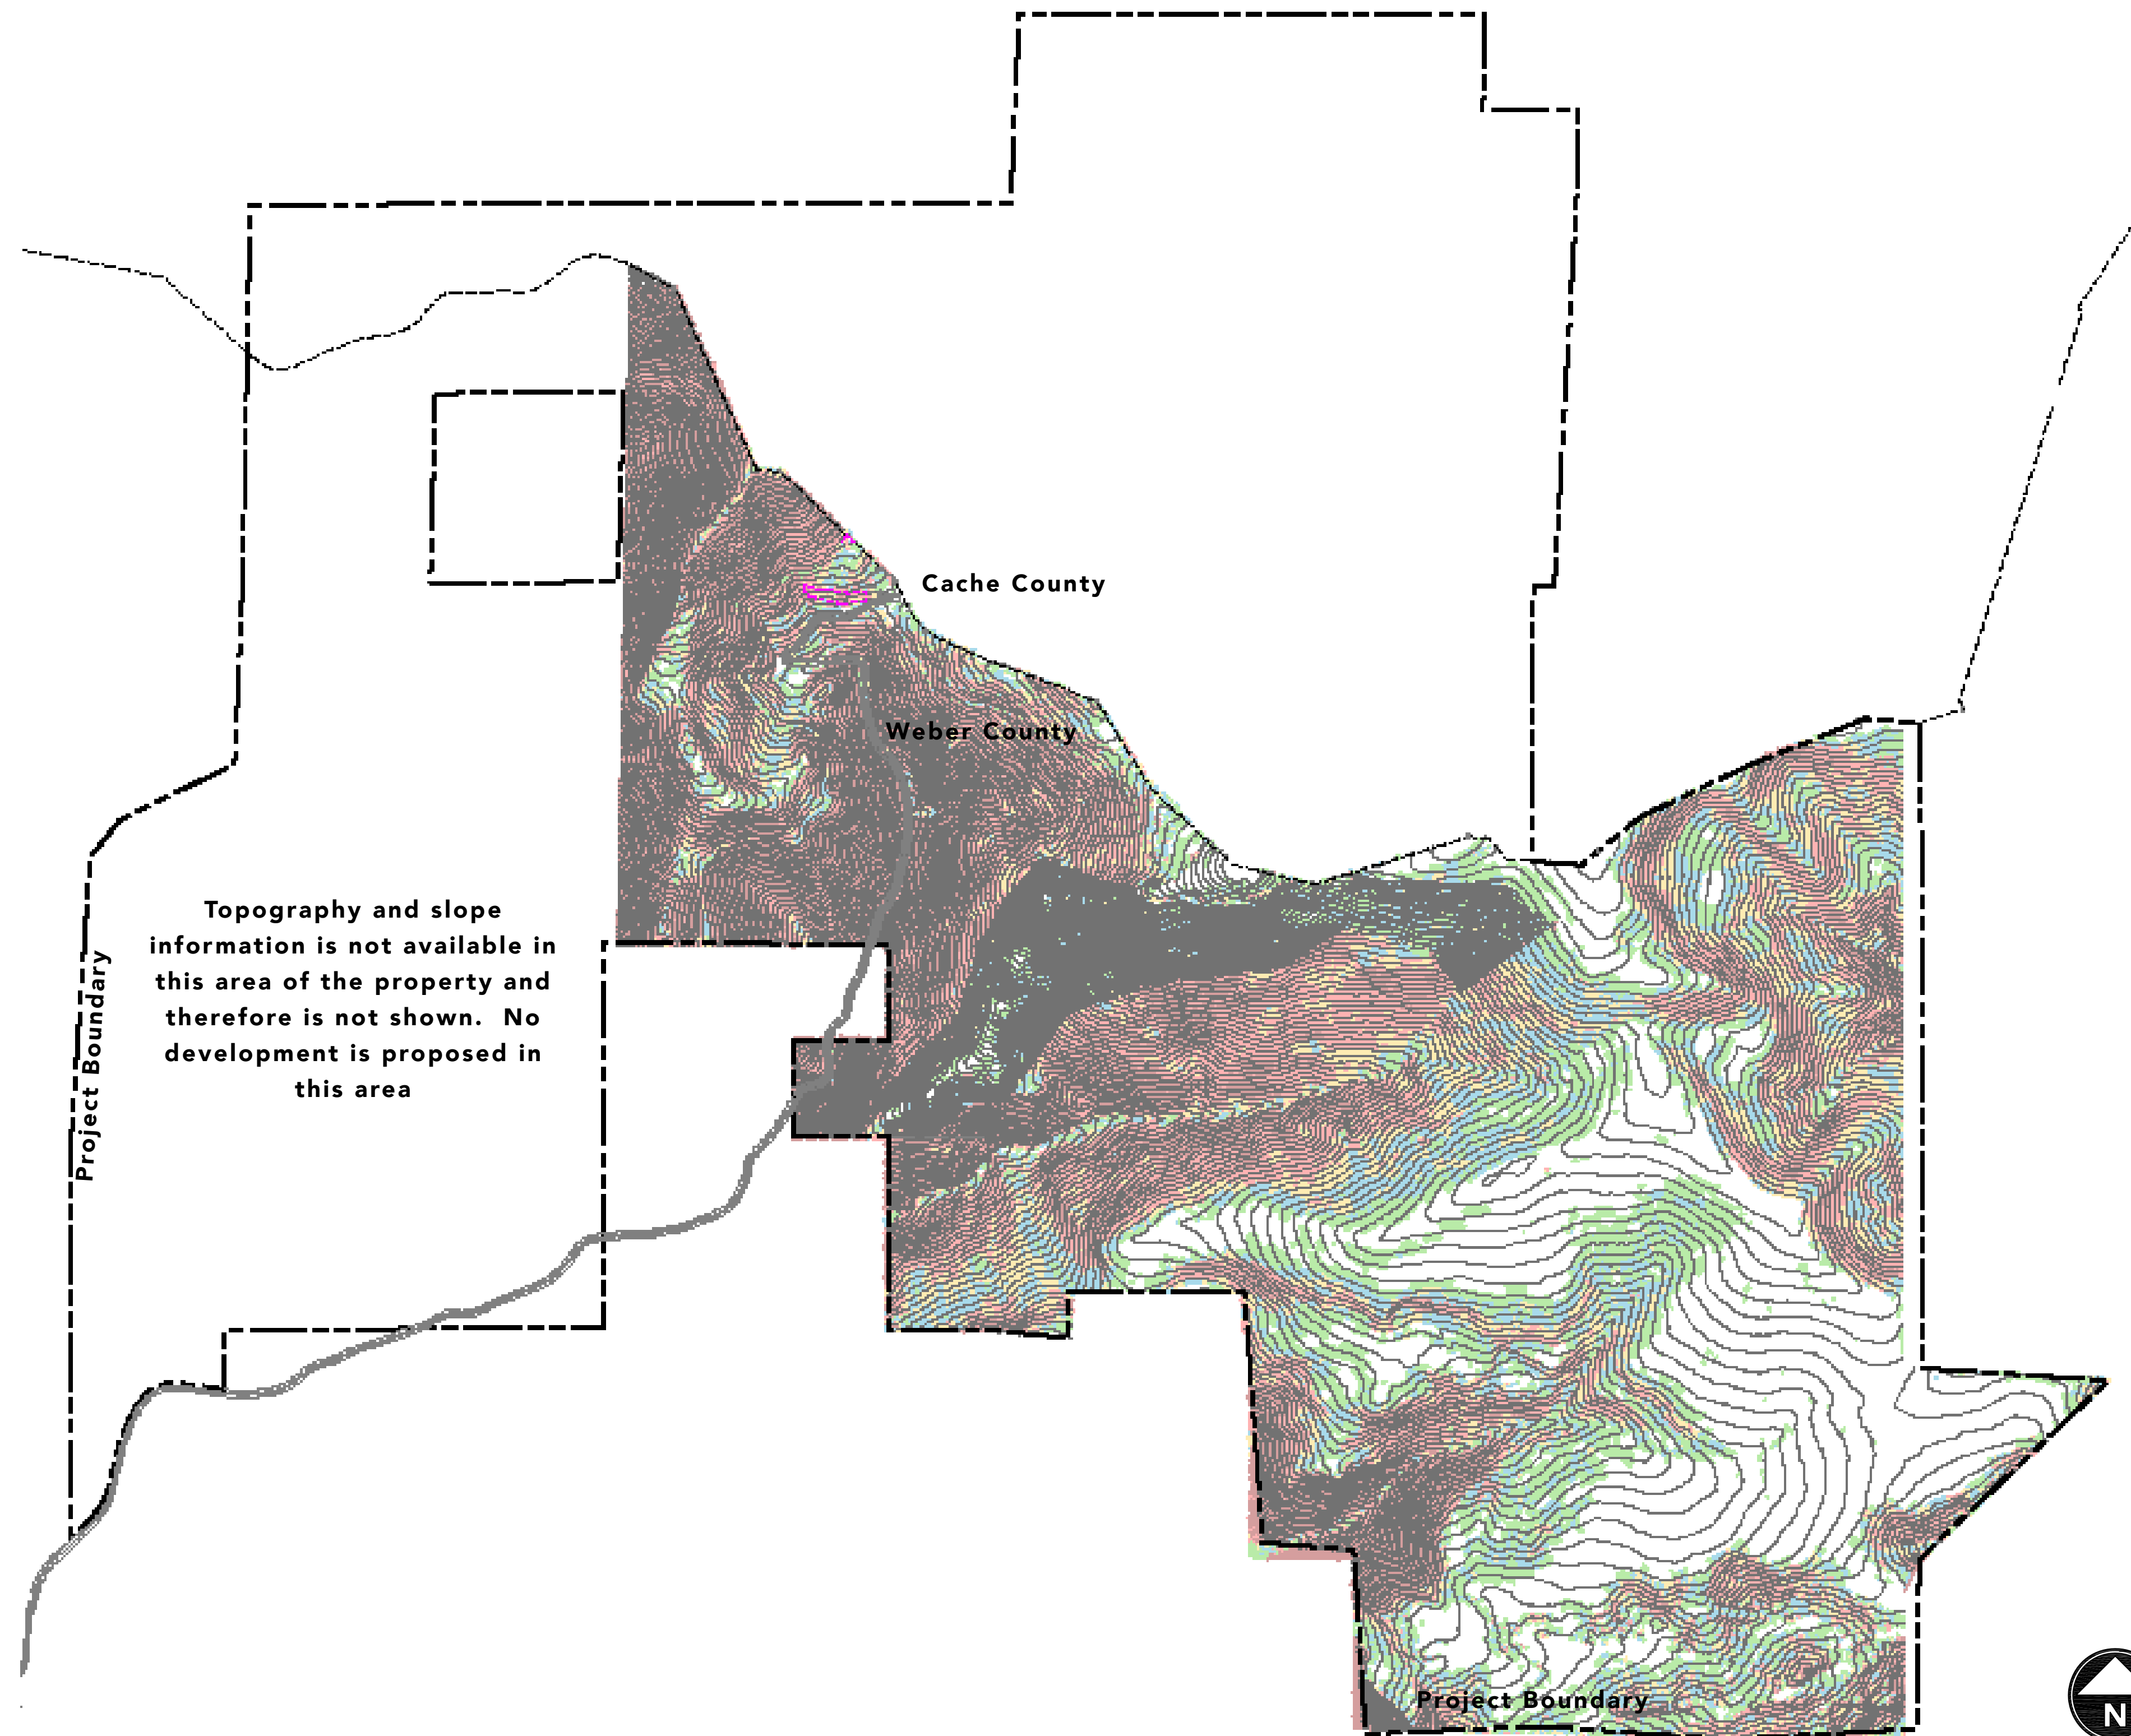 Cache County
Weber County
Topography and slope
information is not available in
this area of the property and
therefore is not shown.  No
development is proposed in
this area
Project Boundary
Project Boundary
N